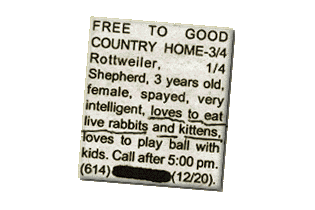 FREE TO GOOD
COUNTRY HOME-3/4
Rottweiler, 1/4
Shepherd, 3 years old,
female, spayed, very
intelligent, loves to eat
live rabbits and kittens,
loves to play ball with
kids. Call after 5:00 pm.
(614) (12/20).